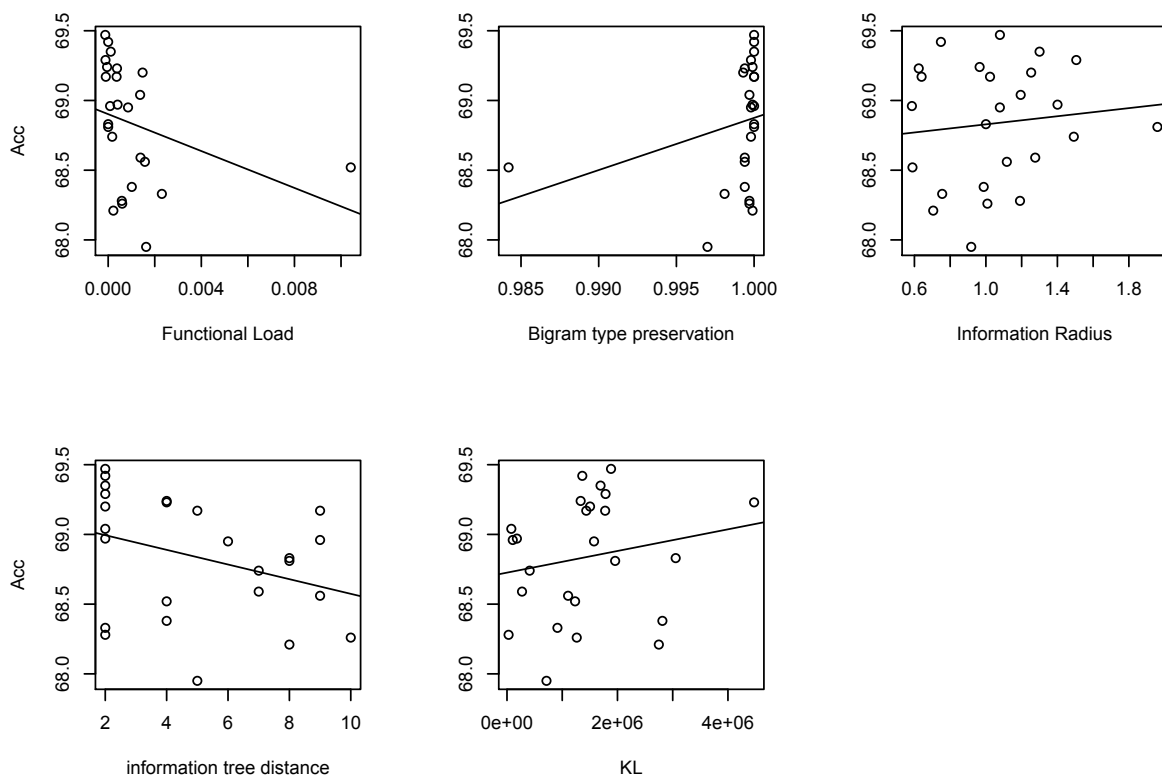 69.5
69.0
68.5
68.0
Acc
0.000 0.004 0.008
Functional Load
69.5
69.0
68.5
68.0
0.985 0.990 0.995 1.000
Bigram type preservation
69.5
69.0
68.5
68.0
0.6 1.0 1.4 1.8
Information Radius
69.5
69.0
68.5
68.0
Acc
2 4 6 8 10
information tree distance
69.5
69.0
68.5
68.0
0e+00 2e+06 4e+06
KL